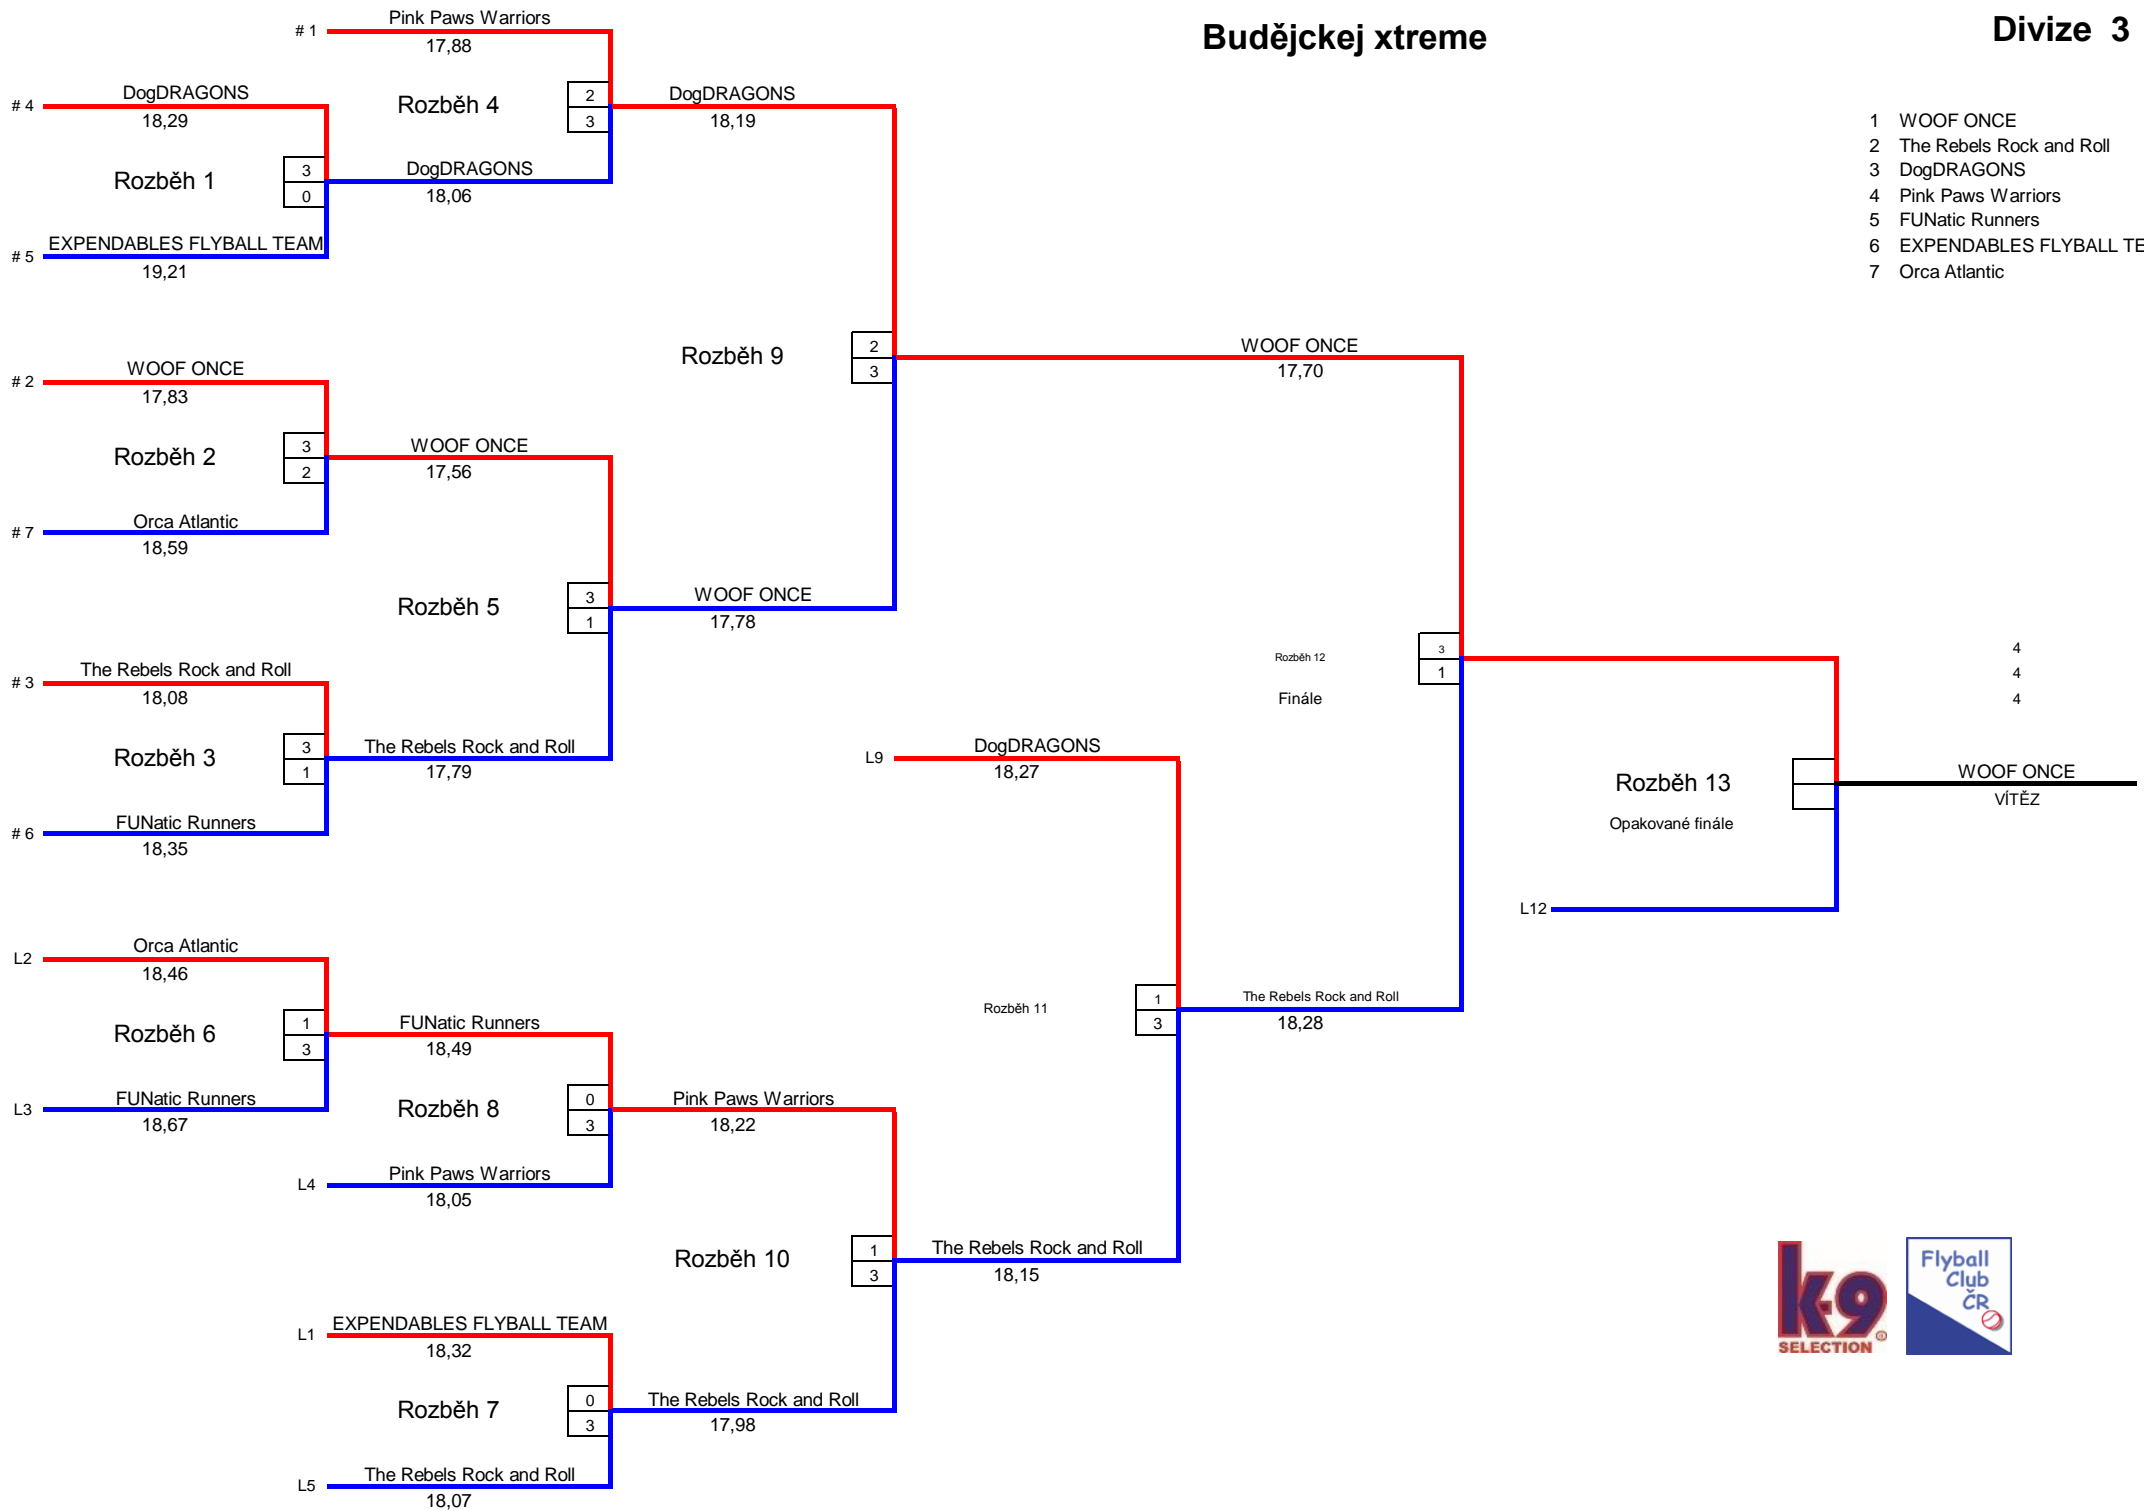 Budějckej xtreme
Divize 3
1 WOOF ONCE
2 The Rebels Rock and Roll
3 DogDRAGONS
4 Pink Paws Warriors
5 FUNatic Runners
6 EXPENDABLES FLYBALL TE
7 Orca Atlantic
# 1
Pink Paws Warriors
17,88
# 4
DogDRAGONS
18,29
Rozběh 4
2
3
DogDRAGONS
18,19
Rozběh 1
3
0
DogDRAGONS
18,06
# 5
EXPENDABLES FLYBALL TEAM
19,21
Rozběh 9
2
3
WOOF ONCE
17,70
# 2
WOOF ONCE
17,83
Rozběh 2
3
2
WOOF ONCE
17,56
# 7
Orca Atlantic
18,59
Rozběh 5
3
1
WOOF ONCE
17,78
# 3
The Rebels Rock and Roll
18,08
Rozběh 12
Finále
3
1
4
4
4
Rozběh 3
3
1
The Rebels Rock and Roll
17,79
L9
DogDRAGONS
18,27
Rozběh 13
Opakované finále
WOOF ONCE
VÍTĚZ
# 6
FUNatic Runners
18,35
L12
L2
Orca Atlantic
18,46
Rozběh 6
1
3
FUNatic Runners
18,49
Rozběh 11
1
3
The Rebels Rock and Roll
18,28
L3
FUNatic Runners
18,67
Rozběh 8
0
3
Pink Paws Warriors
18,22
L4
Pink Paws Warriors
18,05
Rozběh 10
1
3
The Rebels Rock and Roll
18,15
L1
EXPENDABLES FLYBALL TEAM
18,32
Rozběh 7
0
3
The Rebels Rock and Roll
17,98
L5
The Rebels Rock and Roll
18,07
k-9
SELECTION ®
Flyball
Club
ČR